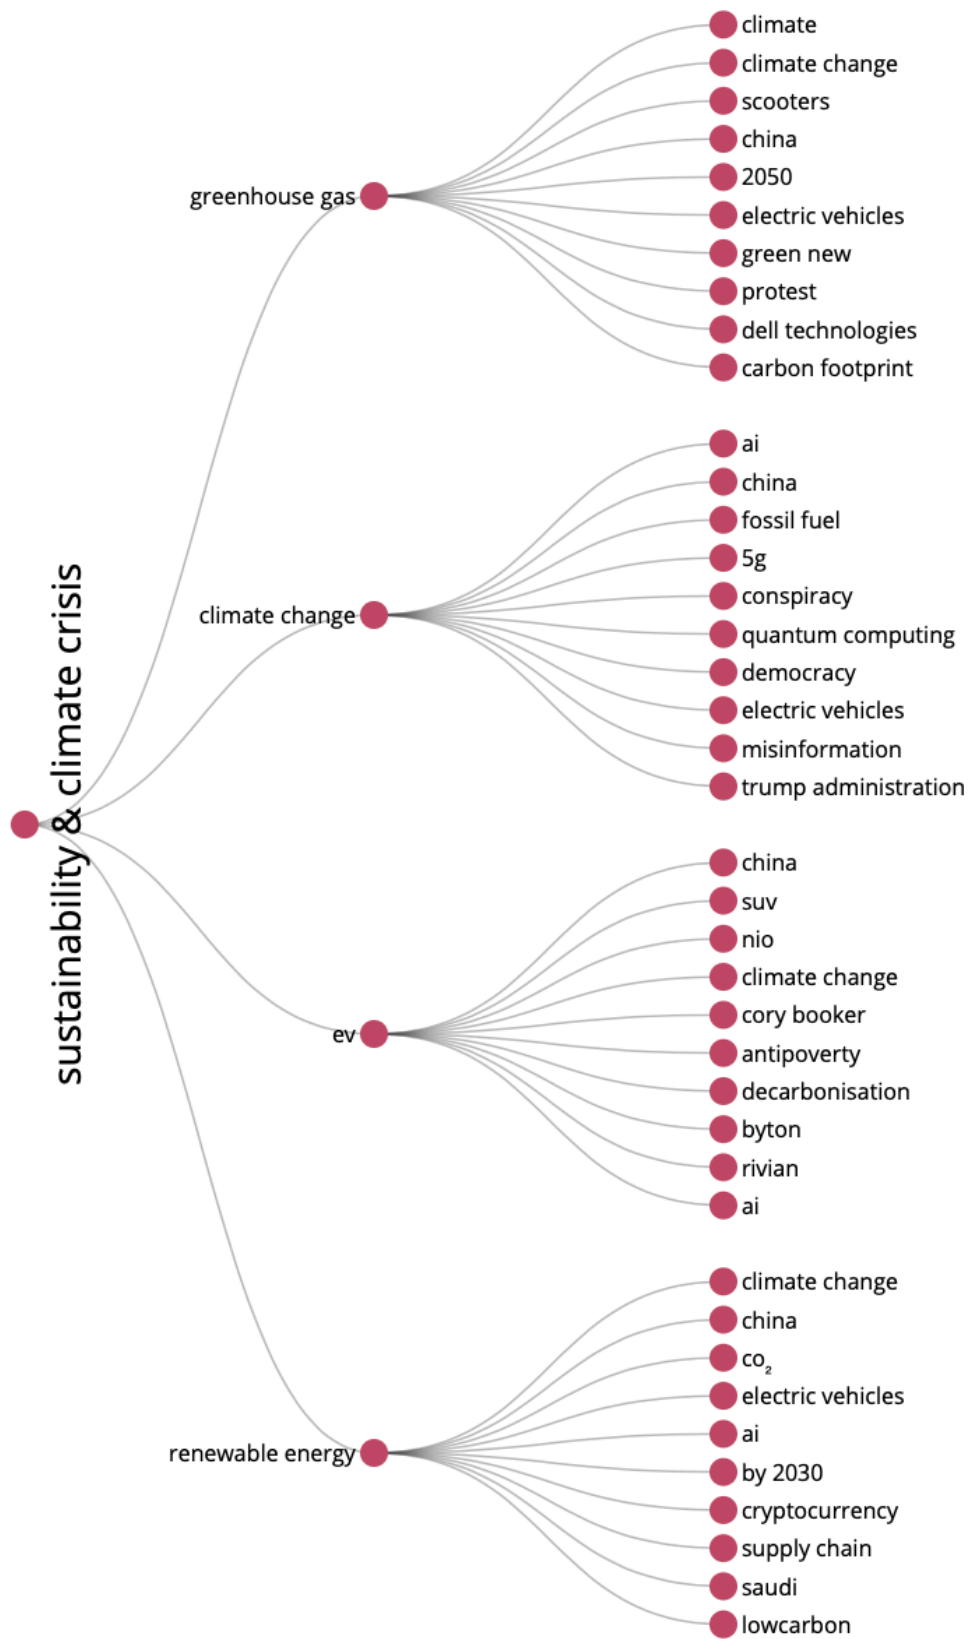 sustainability & climate crisis
greenhouse gas
climate
climate change
scooters
china
2050
electric vehicles
green new
protest
dell technologies
carbon footprint
climate change
ai
china
fossil fuel
5g
conspiracy
quantum computing
democracy
electric vehicles
misinformation
trump administration
ev
china
suv
nio
climate change
cory booker
antipoverty
decarbonisation
byton
rivian
ai
renewable energy
climate change
china
co₂
electric vehicles
ai
by 2030
cryptocurrency
supply chain
saudi
lowcarbon